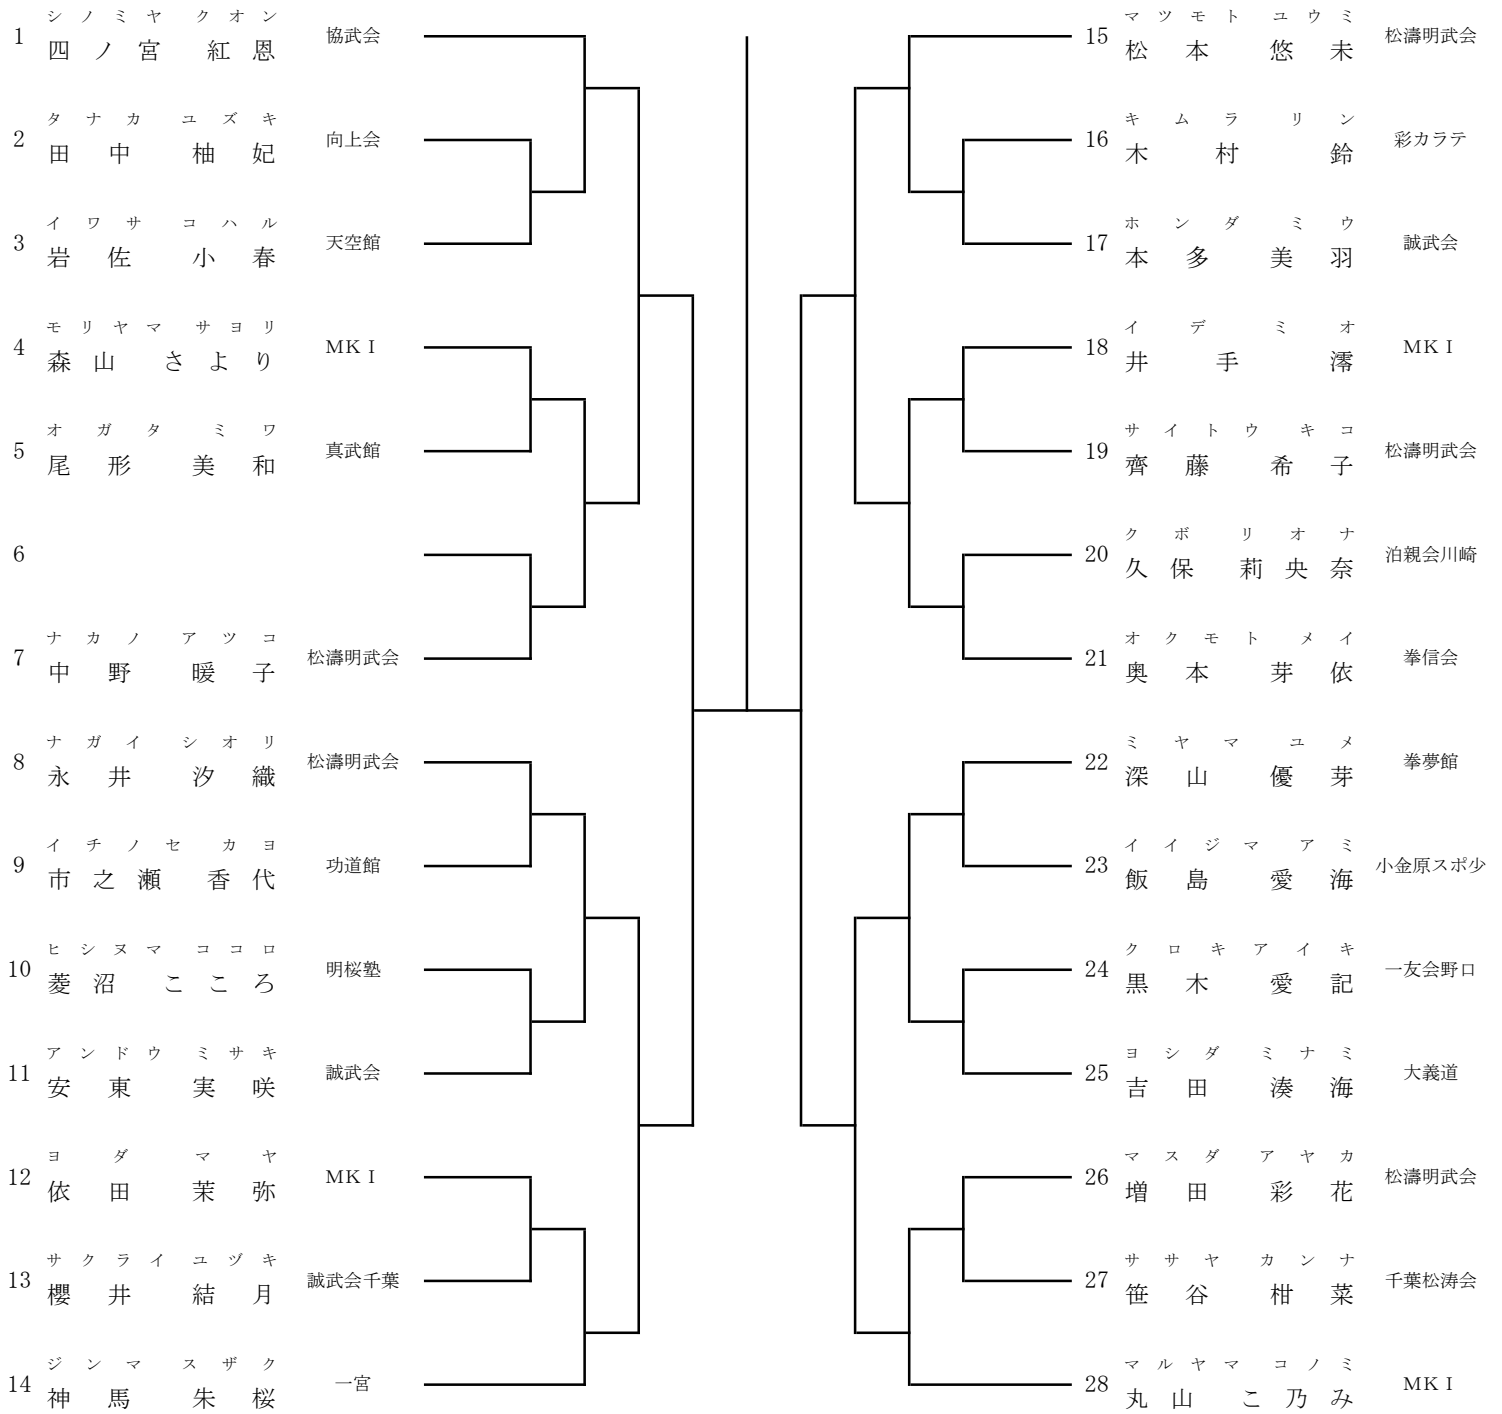 シノミヤ クオン
1 四ノ宮 紅恩 協武会
タナカ ユズキ
2 田中 柚妃 向上会
イワサ コハル
3 岩佐 小春 天空館
モリヤマ サヨリ
4 森山 さより MKI
オガタ ミワ
5 尾形 美和 真武館
6
ナカノ アツコ
7 中野 暖子 松濤明武会
ナガイ シオリ
8 永井 汐織 松濤明武会
イチノセ カヨ
9 市之瀬 香代 功道館
ヒシヌマ ココロ
10 菱沼 こころ 明桜塾
アンドウ ミサキ
11 安東 実咲 誠武会
ヨダ マヤ
12 依田 茉弥 MKI
サクライ ユヅキ
13 櫻井 結月 誠武会千葉
ジンマ スザク
14 神馬 朱桜 一宮
マツモト ユウミ
15 松本 悠未 松濤明武会
キムラ リン
16 木村 鈴 彩カラテ
ホンダ ミウ
17 本多 美羽 誠武会
イデ ミオ
18 井手 澪 MKI
サイトウ キコ
19 齊藤 希子 松濤明武会
クボ リオナ
20 久保 莉央奈 泊親会川崎
オクモト メイ
21 奥本 芽依 拳信会
ミヤマ ユメ
22 深山 優芽 拳夢館
イイジマ アミ
23 飯島 愛海 小金原スポ少
クロキアイキ
24 黒木 愛記 一友会野口
ヨシダ ミナミ
25 吉田 湊海 大義道
マスダ アヤカ
26 増田 彩花 松濤明武会
ササヤ カンナ
27 笹谷 柑菜 千葉松涛会
マルヤマ コノミ
28 丸山 こ乃み MKI